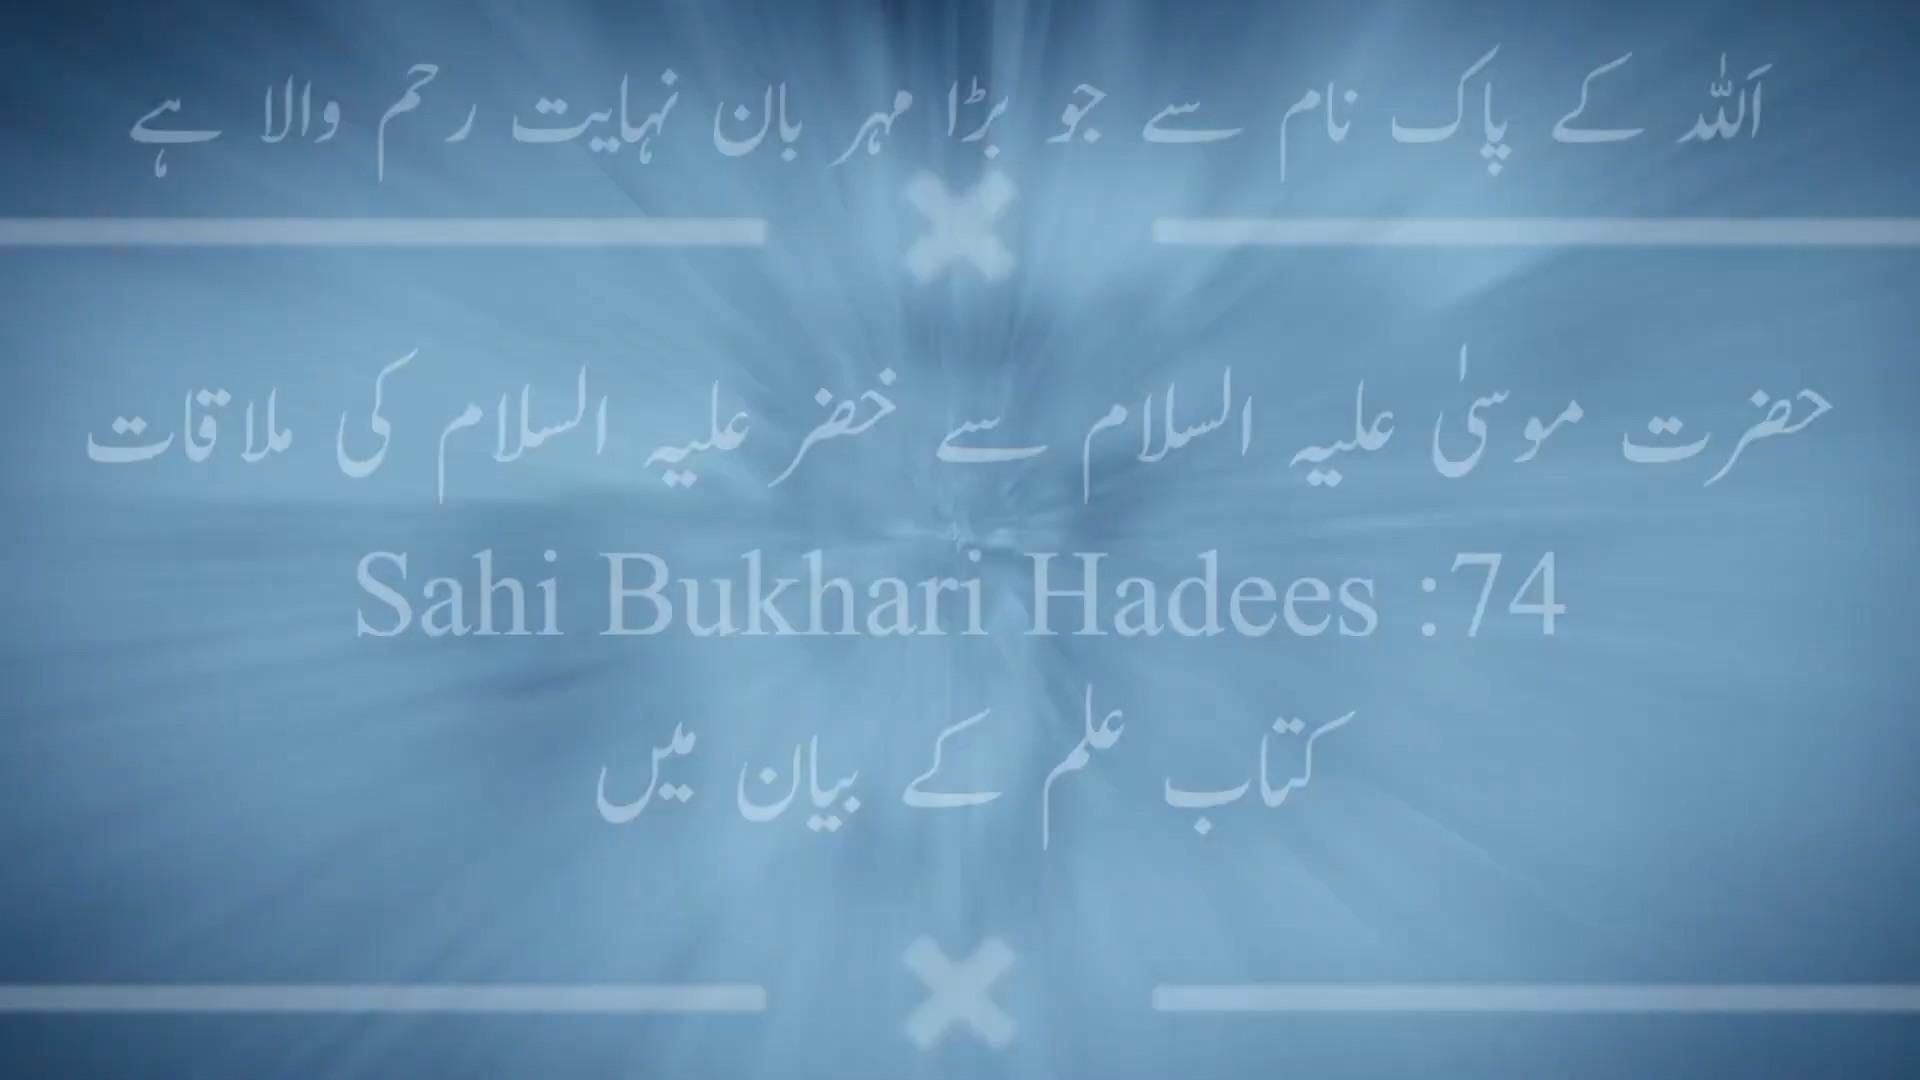 اَللّٰہ کے پاک نام سے جو بڑا مہربان نہایت رحم والا ہے
حضرت موسیٰ علیہ السلام سے خضر علیہ السلام کی ملاقات
Sahi Bukhari Hadees :74
کتاب علم کے بیان میں